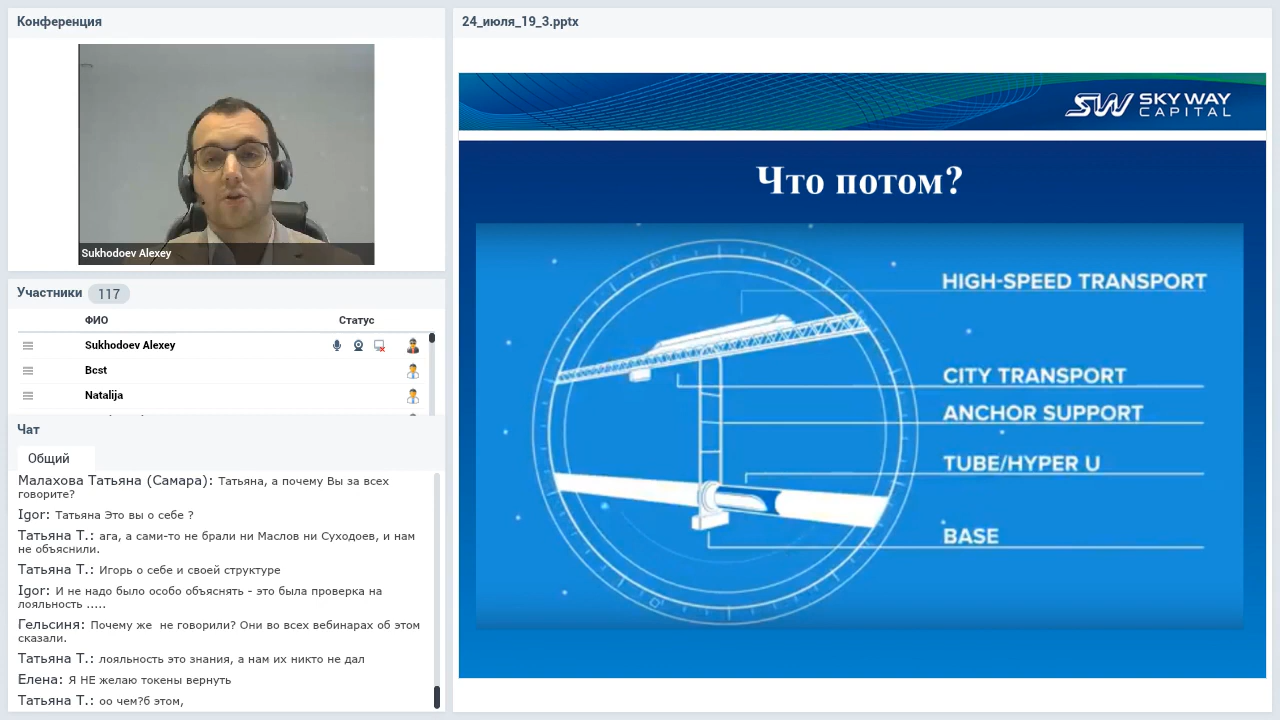 Конференция
Sukhodoev Alexey
Участники 117
ФИО Статус
Sukhodoev Alexey
Bcst
Natalija
Чат
Общий
Малахова Татьяна (Самара): Татьяна, а почему Вы за всех
говорите?
Igor: Татьяна Это вы о себе ?
Татьяна Т.: ага, а сами-то не брали ни Маслов ни Суходоев, и нам
не объяснили.
Татьяна Т.: Игорь о себе и своей структуре
Igor: И не надо было особо объяснять - это была проверка на
лояльность .....
Гельсиня: Почему же  не говорили? Они во всех вебинарах об этом
сказали.
Татьяна Т.: лояльность это знания, а нам их никто не дал
Елена: Я НЕ желаю токены вернуть
Татьяна Т.: оо чем?б этом,
24_июля_19_3.pptx
SW SKY WAY
CAPITAL
Что потом?
HIGH-SPEED TRANSPORT
CITY TRANSPORT
ANCHOR SUPPORT
TUBE/HYPER U
BASE